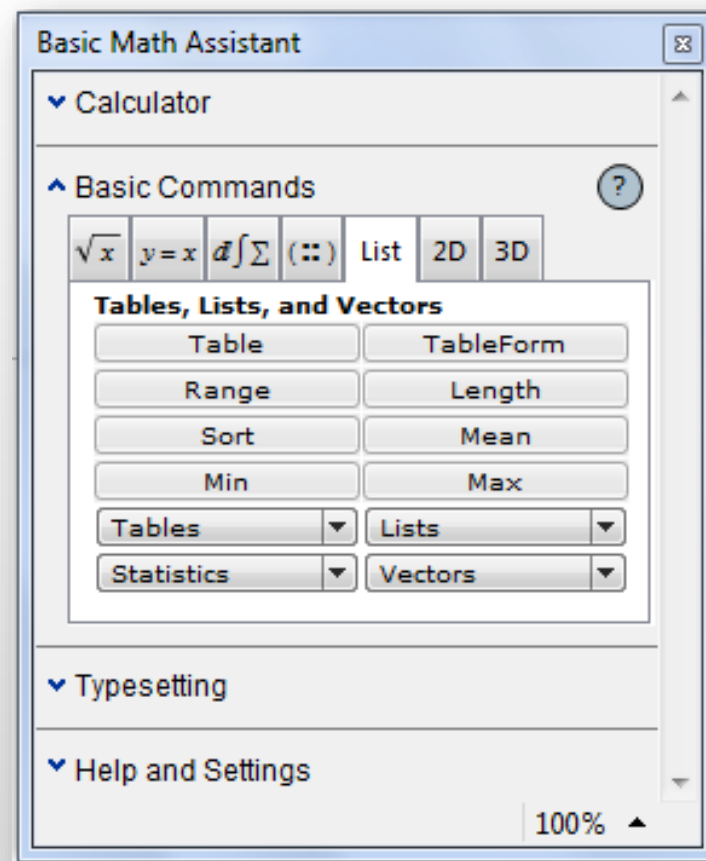 Basic Math Assistant
Calculator
Basic Commands ?
√x y=x d∫Σ (::) List 2D 3D
Tables, Lists, and Vectors
Table TableForm
Range Length
Sort Mean
Min Max
Tables Lists
Statistics Vectors
Typesetting
Help and Settings
100%